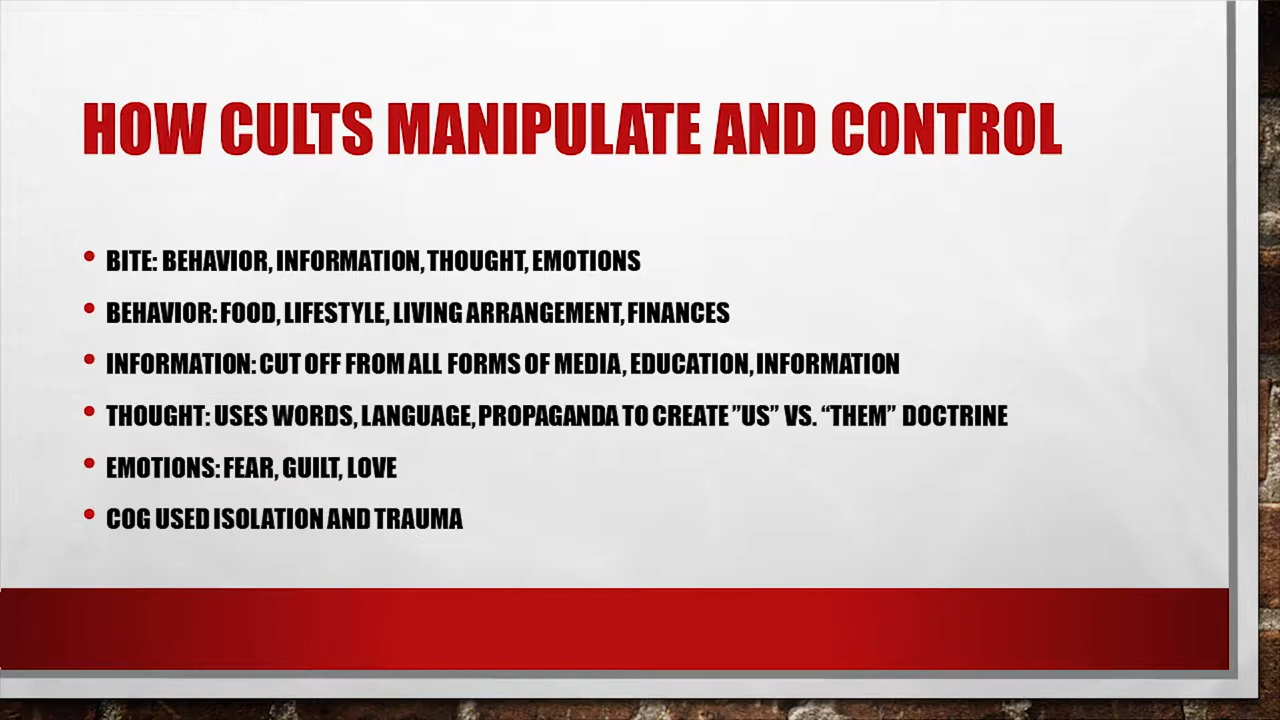 HOW CULTS MANIPULATE AND CONTROL
• BITE: BEHAVIOR, INFORMATION, THOUGHT, EMOTIONS
• BEHAVIOR: FOOD, LIFESTYLE, LIVING ARRANGEMENT, FINANCES
• INFORMATION: CUT OFF FROM ALL FORMS OF MEDIA, EDUCATION, INFORMATION
• THOUGHT: USES WORDS, LANGUAGE, PROPAGANDA TO CREATE ”US” VS. “THEM” DOCTRINE
• EMOTIONS: FEAR, GUILT, LOVE
• COG USED ISOLATION AND TRAUMA